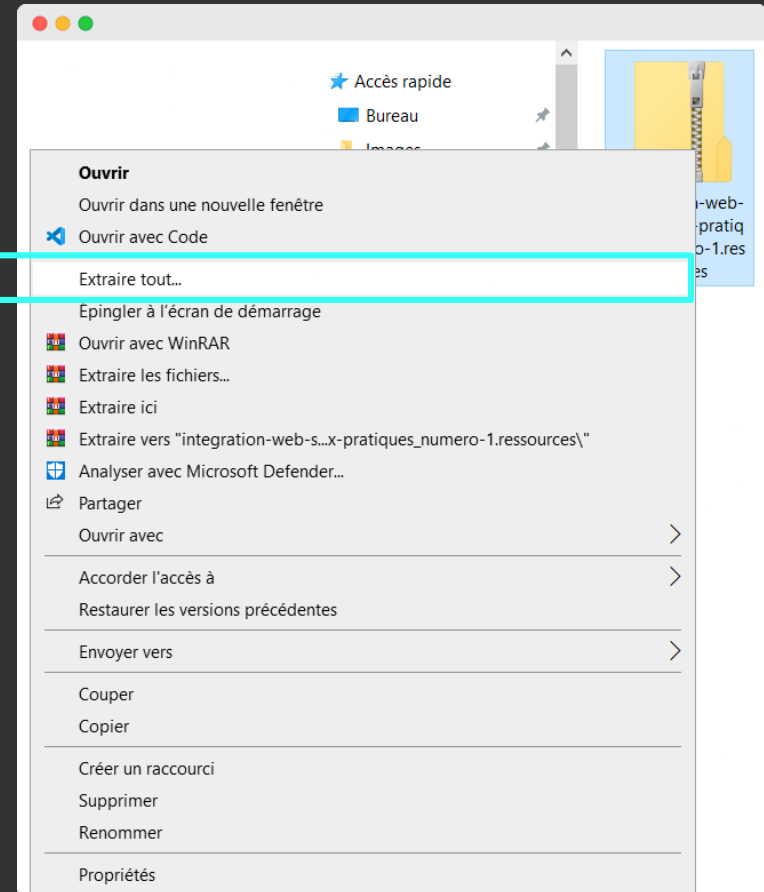 Accès rapide
Bureau
Images
-web-
-pratiq
o-1.res
es
Ouvrir
Ouvrir dans une nouvelle fenêtre
Ouvrir avec Code
Extraire tout...
Épingler à l'écran de démarrage
Ouvrir avec WinRAR
Extraire les fichiers...
Extraire ici
Extraire vers "integration-web-s...x-pratiques_numero-1.ressources\"
Analyser avec Microsoft Defender...
Partager
Ouvrir avec
Accorder l'accès à
Restaurer les versions précédentes
Envoyer vers
Couper
Copier
Créer un raccourci
Supprimer
Renommer
Propriétés